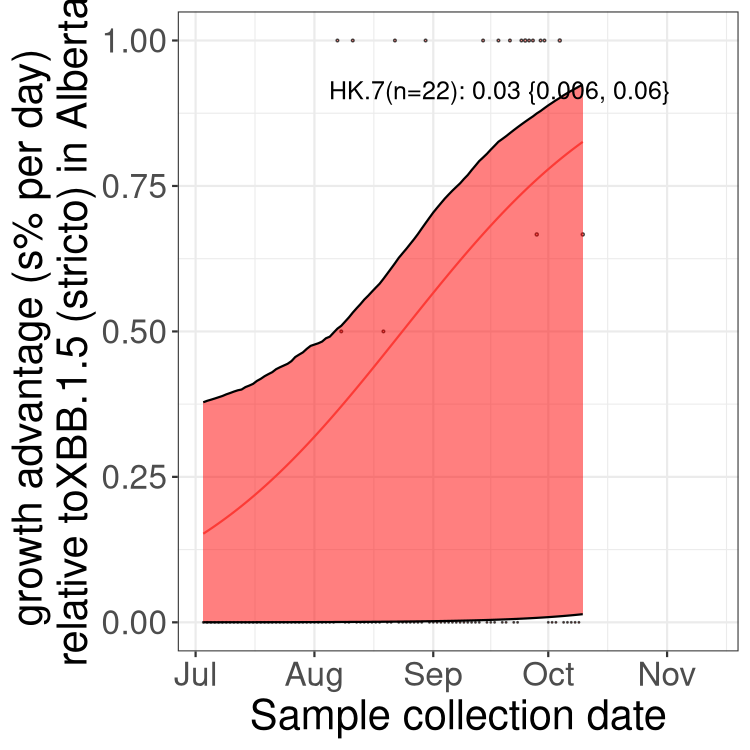 growth advantage (s% per day)
relative toXBB.1.5 (stricto) in Alberta
1.00
0.75
0.50
0.25
0.00
HK.7(n=22): 0.03 {0.006, 0.06}
Jul Aug Sep Oct Nov
Sample collection date